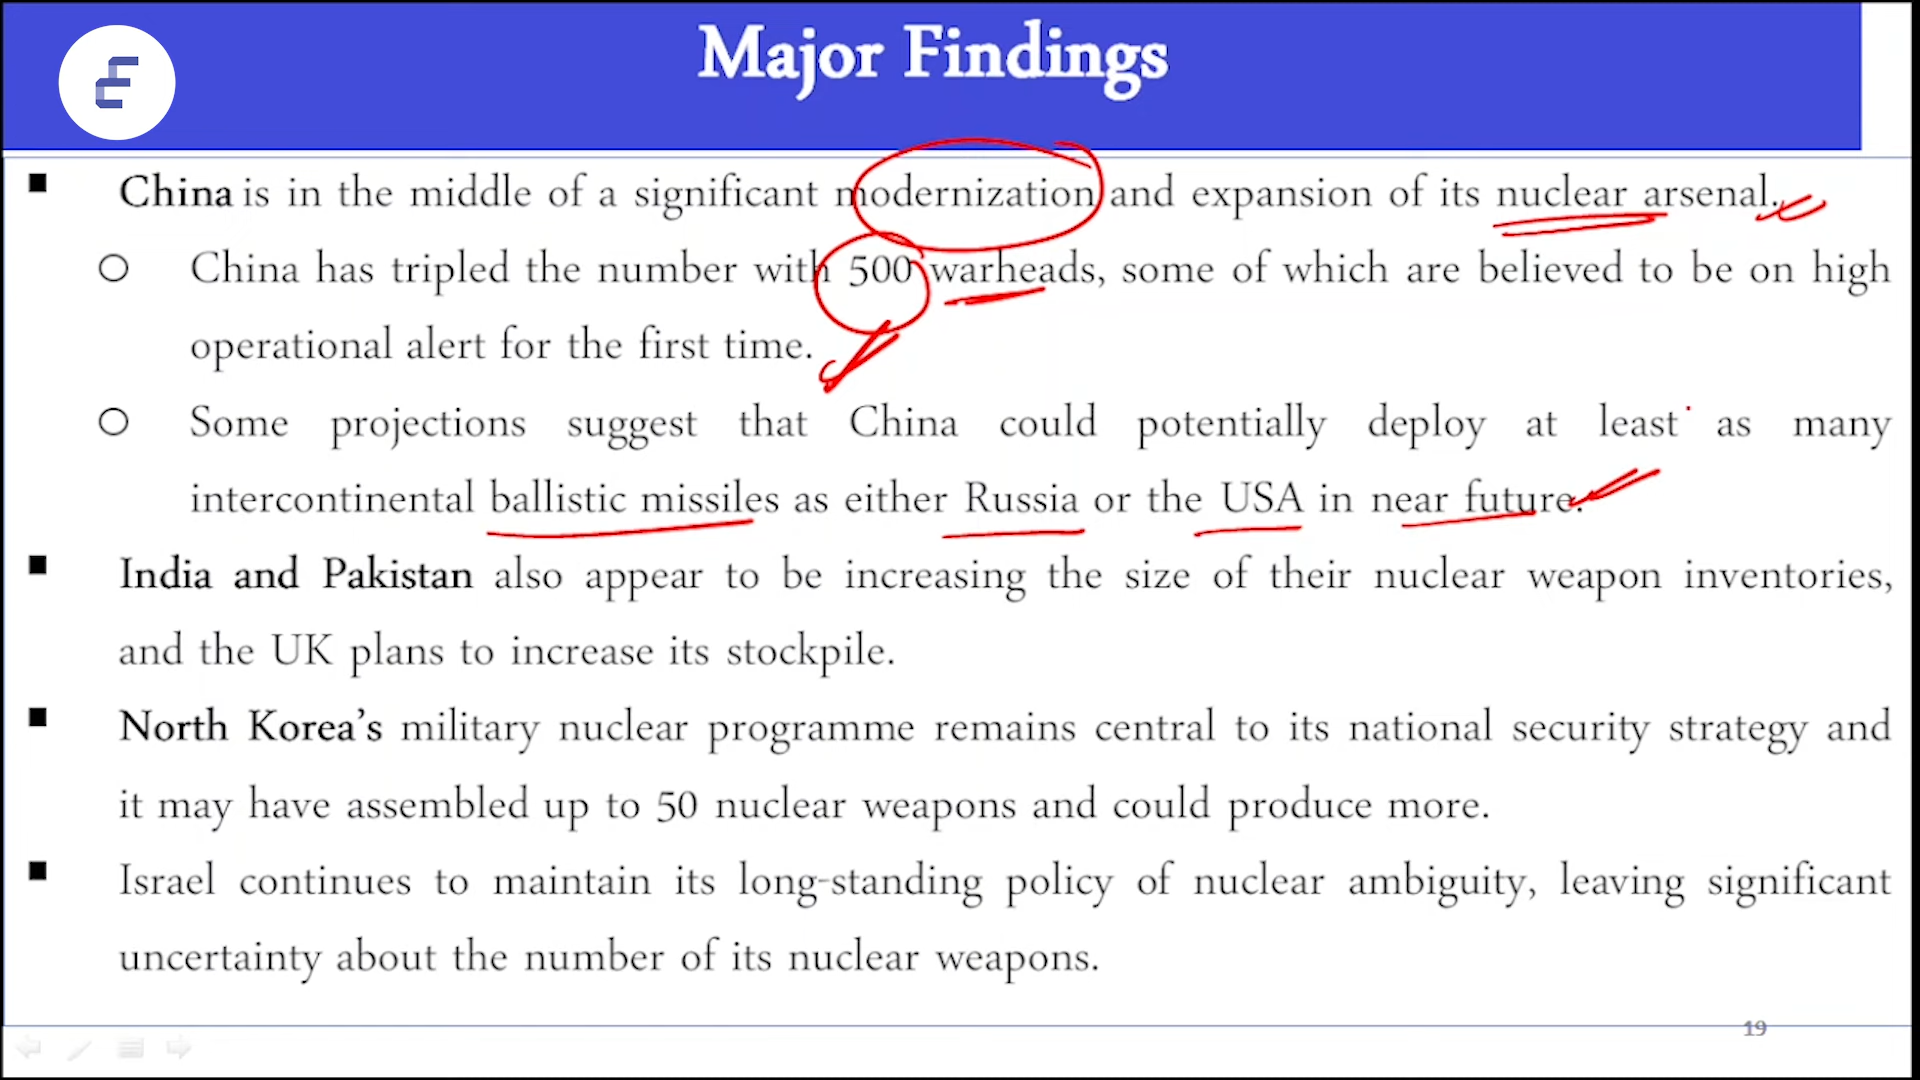 Major Findings
China is in the middle of a significant modernization and expansion of its nuclear arsenal.
China has tripled the number with 500 warheads, some of which are believed to be on high
operational alert for the first time.
Some projections suggest that China could potentially deploy at least as many
intercontinental ballistic missiles as either Russia or the USA in near future.
India and Pakistan also appear to be increasing the size of their nuclear weapon inventories,
and the UK plans to increase its stockpile.
North Korea's military nuclear programme remains central to its national security strategy and
it may have assembled up to 50 nuclear weapons and could produce more.
Israel continues to maintain its long-standing policy of nuclear ambiguity, leaving significant
uncertainty about the number of its nuclear weapons.
19